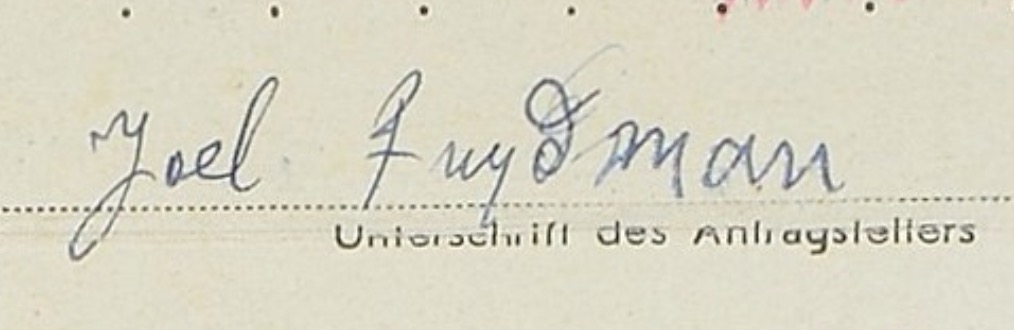 Joel Frydman
Unterschrift des Antragstellers